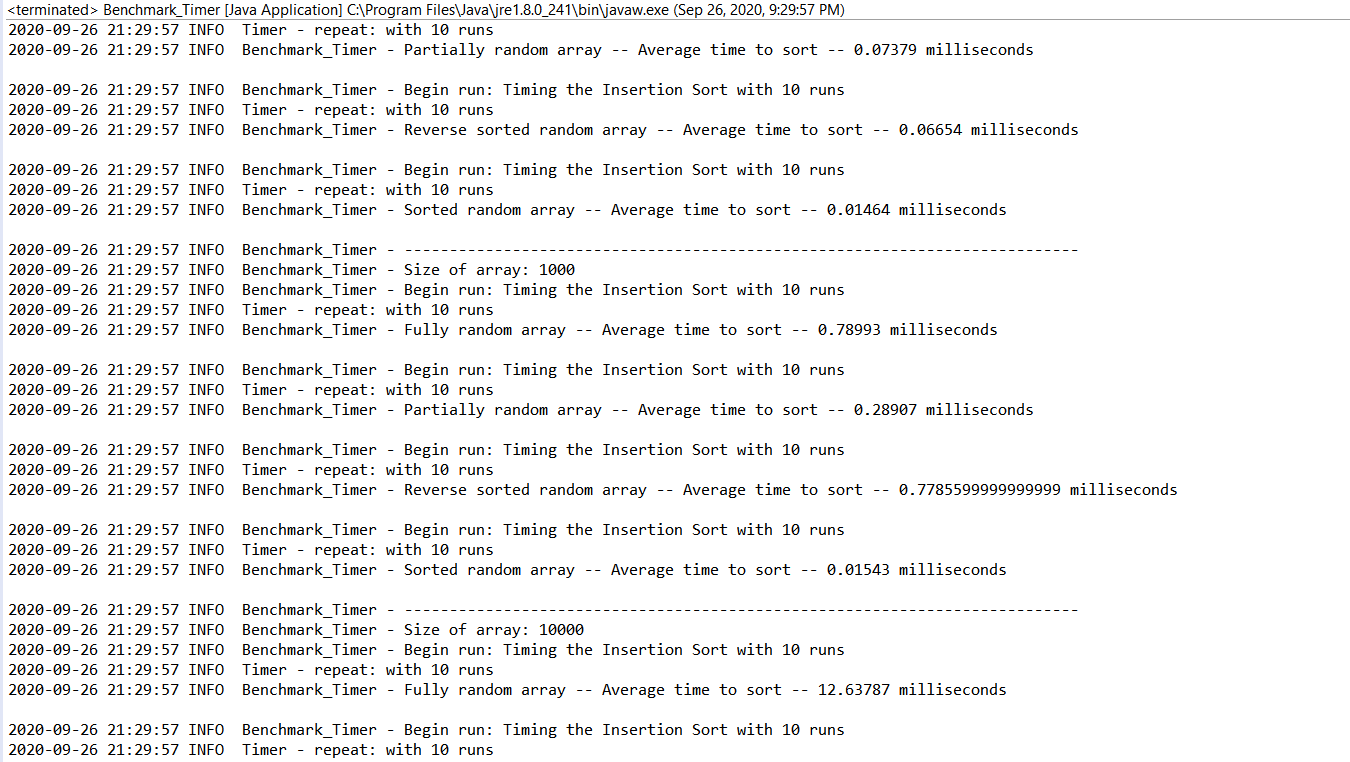 <terminated> Benchmark_Timer [Java Application] C:\Program Files\Java\jre1.8.0_241\bin\javaw.exe (Sep 26, 2020, 9:29:57 PM)
2020-09-26 21:29:57 INFO  Timer - repeat: with 10 runs
2020-09-26 21:29:57 INFO  Benchmark_Timer - Partially random array -- Average time to sort -- 0.07379 milliseconds
2020-09-26 21:29:57 INFO  Benchmark_Timer - Begin run: Timing the Insertion Sort with 10 runs
2020-09-26 21:29:57 INFO  Timer - repeat: with 10 runs
2020-09-26 21:29:57 INFO  Benchmark_Timer - Reverse sorted random array -- Average time to sort -- 0.06654 milliseconds
2020-09-26 21:29:57 INFO  Benchmark_Timer - Begin run: Timing the Insertion Sort with 10 runs
2020-09-26 21:29:57 INFO  Timer - repeat: with 10 runs
2020-09-26 21:29:57 INFO  Benchmark_Timer - Sorted random array -- Average time to sort -- 0.01464 milliseconds
2020-09-26 21:29:57 INFO  Benchmark_Timer - ---------------------------------------------------------------------------
2020-09-26 21:29:57 INFO  Benchmark_Timer - Size of array: 1000
2020-09-26 21:29:57 INFO  Benchmark_Timer - Begin run: Timing the Insertion Sort with 10 runs
2020-09-26 21:29:57 INFO  Timer - repeat: with 10 runs
2020-09-26 21:29:57 INFO  Benchmark_Timer - Fully random array -- Average time to sort -- 0.78993 milliseconds
2020-09-26 21:29:57 INFO  Benchmark_Timer - Begin run: Timing the Insertion Sort with 10 runs
2020-09-26 21:29:57 INFO  Timer - repeat: with 10 runs
2020-09-26 21:29:57 INFO  Benchmark_Timer - Partially random array -- Average time to sort -- 0.28907 milliseconds
2020-09-26 21:29:57 INFO  Benchmark_Timer - Begin run: Timing the Insertion Sort with 10 runs
2020-09-26 21:29:57 INFO  Timer - repeat: with 10 runs
2020-09-26 21:29:57 INFO  Benchmark_Timer - Reverse sorted random array -- Average time to sort -- 0.7785599999999999 milliseconds
2020-09-26 21:29:57 INFO  Benchmark_Timer - Begin run: Timing the Insertion Sort with 10 runs
2020-09-26 21:29:57 INFO  Timer - repeat: with 10 runs
2020-09-26 21:29:57 INFO  Benchmark_Timer - Sorted random array -- Average time to sort -- 0.01543 milliseconds
2020-09-26 21:29:57 INFO  Benchmark_Timer - ---------------------------------------------------------------------------
2020-09-26 21:29:57 INFO  Benchmark_Timer - Size of array: 10000
2020-09-26 21:29:57 INFO  Benchmark_Timer - Begin run: Timing the Insertion Sort with 10 runs
2020-09-26 21:29:57 INFO  Timer - repeat: with 10 runs
2020-09-26 21:29:57 INFO  Benchmark_Timer - Fully random array -- Average time to sort -- 12.63787 milliseconds
2020-09-26 21:29:57 INFO  Benchmark_Timer - Begin run: Timing the Insertion Sort with 10 runs
2020-09-26 21:29:57 INFO  Timer - repeat: with 10 runs